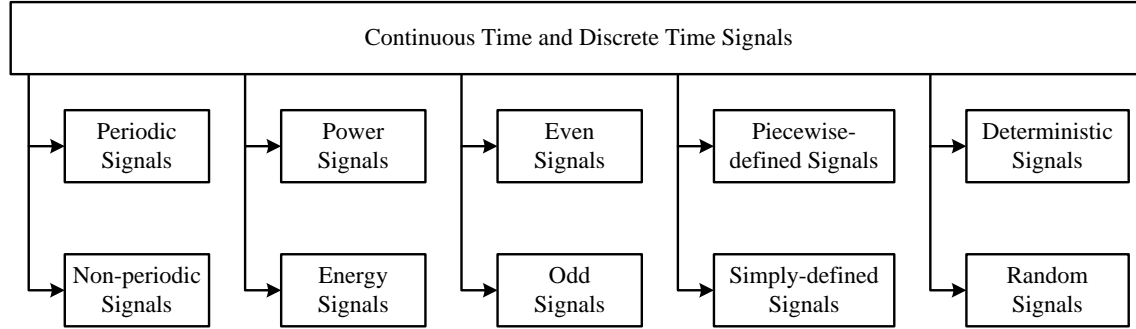 Continuous Time and Discrete Time Signals
Periodic
Signals
Power
Signals
Even
Signals
Piecewise-
defined Signals
Deterministic
Signals
Non-periodic
Signals
Energy
Signals
Odd
Signals
Simply-defined
Signals
Random
Signals